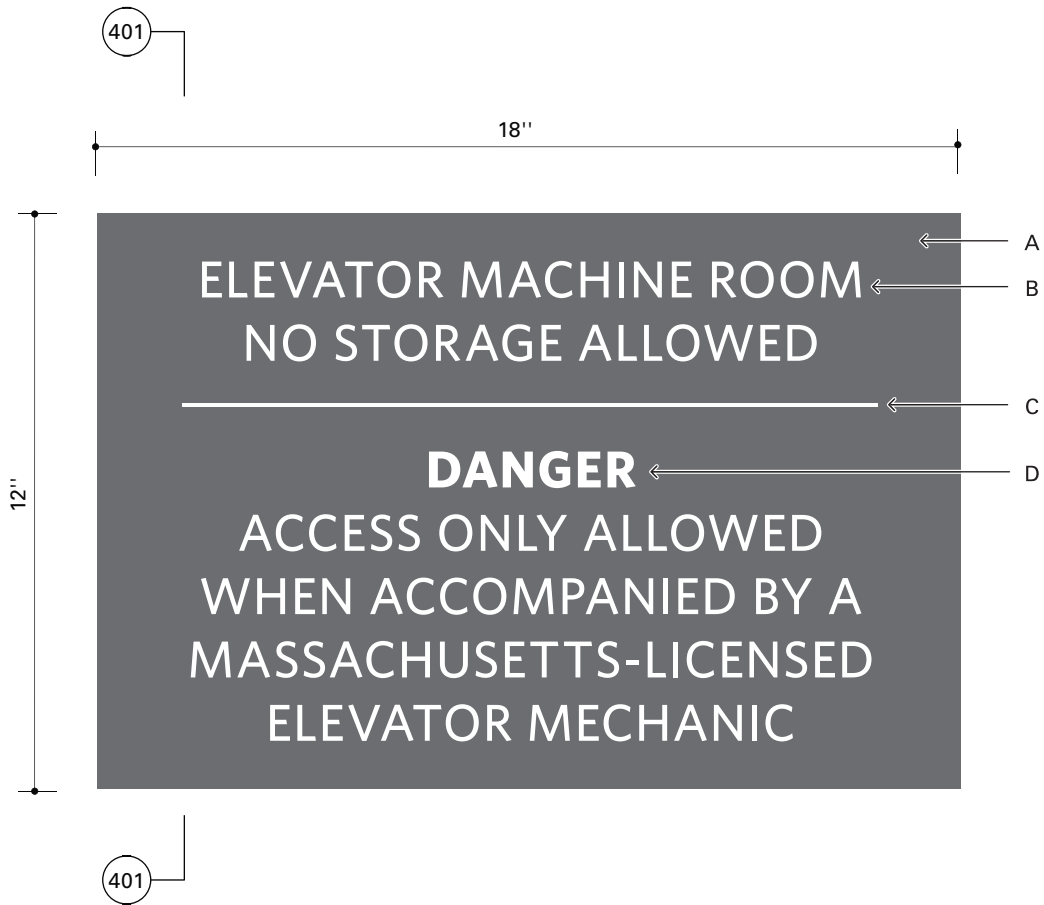 401
18''
A
ELEVATOR MACHINE ROOM
B
NO STORAGE ALLOWED
C
DANGER
D
12''
ACCESS ONLY ALLOWED
WHEN ACCOMPANIED BY A
MASSACHUSETTS-LICENSED
ELEVATOR MECHANIC
401